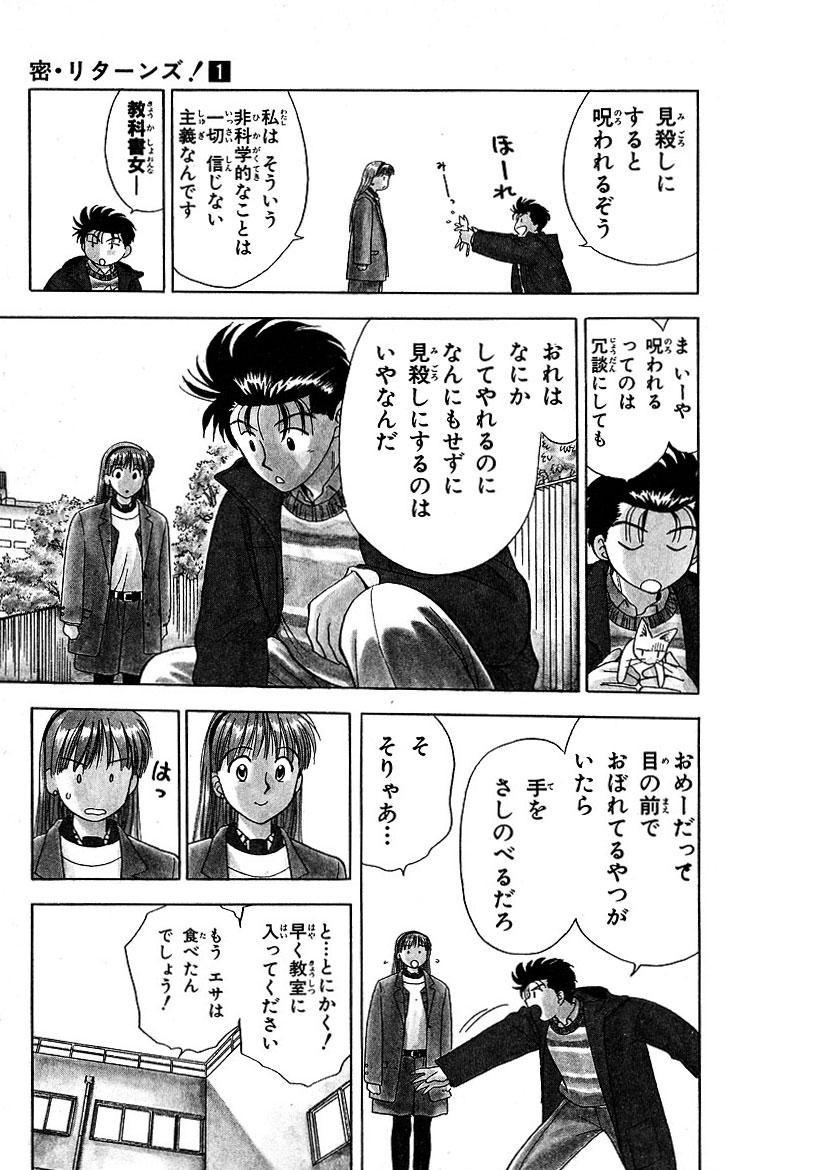 密・リターンズ！1
見殺しに
すると
呪われるぞう
ほーれ
みーっ
私は そういう
非科学的なことは
一切 信じない
主義なんです
教科書女ー
ま いーや
呪われる
ってのは
冗談にしても
おれは
なにか
してやれるのに
なんにもせずに
見殺しにするのは
いやなんだ
おめーだって
目の前で
おぼれてるやつが
いたら
手を
さしのべるだろ
そ
そりゃあ…
はっ
と…とにかく！
早く教室に
入ってください
もう エサは
食べたん
でしょう！